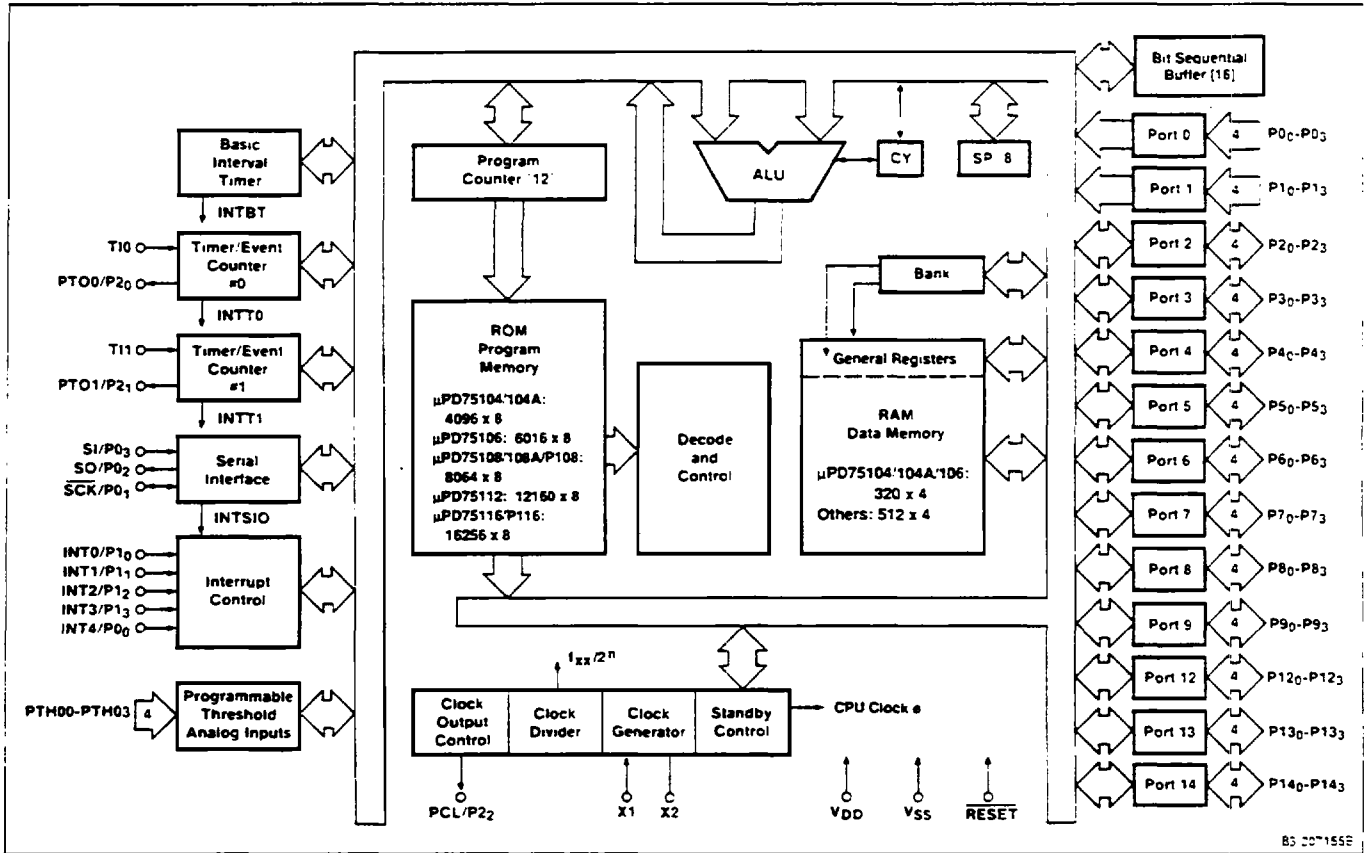 Bit Sequential
Buffer [16]
Basic
Interval
Timer
INTBT
TI0
PTO0/P2₀
Timer/Event
Counter
#0
INTT0
TI1
PTO1/P2₁
Timer/Event
Counter
#1
INTT1
SI/P0₃
SO/P0₂
SCK/P0₁
Serial
Interface
INTSIO
INT0/P1₀
INT1/P1₁
INT2/P1₂
INT3/P1₃
INT4/P0₀
Interrupt
Control
PTH00-PTH03
4
Programmable
Threshold
Analog Inputs
Program
Counter [12]
ALU
CY
SP 8
Bank
ROM
Program
Memory
µPD75104/104A:
4096 x 8
µPD75106: 6016 x 8
µPD75108/108A/P108:
8064 x 8
µPD75112: 12160 x 8
µPD75116/P116:
16256 x 8
Decode
and
Control
General Registers
RAM
Data Memory
µPD75104/104A/106:
320 x 4
Others: 512 x 4
fxx/2ⁿ
Clock
Output
Control
Clock
Divider
Clock
Generator
Standby
Control
CPU Clock
PCL/P2₂
X1
X2
VDD
VSS
RESET
Port 0
4
P0₀-P0₃
Port 1
4
P1₀-P1₃
Port 2
4
P2₀-P2₃
Port 3
4
P3₀-P3₃
Port 4
4
P4₀-P4₃
Port 5
4
P5₀-P5₃
Port 6
4
P6₀-P6₃
Port 7
4
P7₀-P7₃
Port 8
4
P8₀-P8₃
Port 9
4
P9₀-P9₃
Port 12
4
P12₀-P12₃
Port 13
4
P13₀-P13₃
Port 14
4
P14₀-P14₃